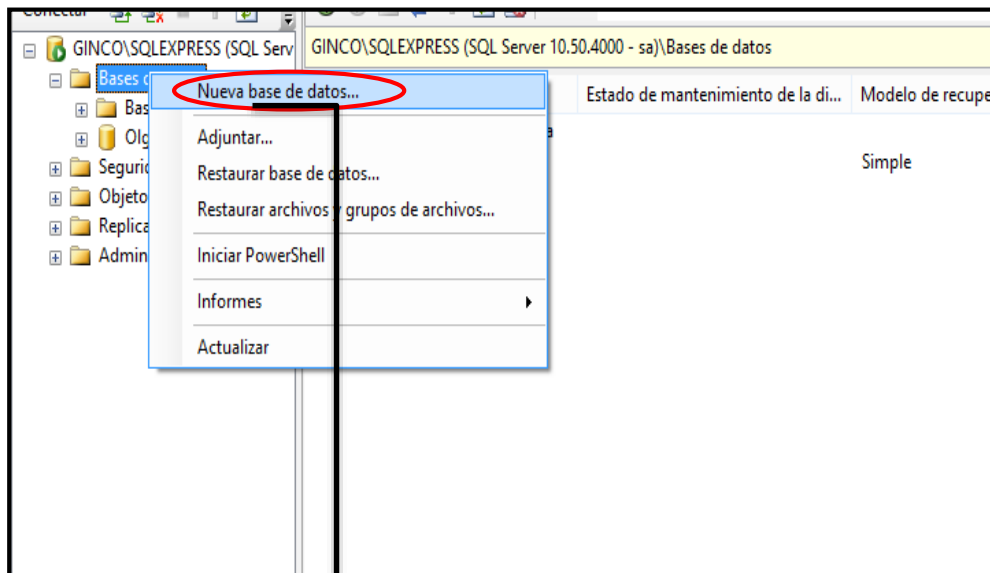 Conectar
GINCO\SQLEXPRESS (SQL Serv
GINCO\SQLEXPRESS (SQL Server 10.50.4000 - sa)\Bases de datos
Bases d
Nueva base de datos...
Estado de mantenimiento de la di...
Modelo de recupe
Bas
Olg
Adjuntar...
a
Simple
Segurid
Restaurar base de datos...
Objeto
Restaurar archivos y grupos de archivos...
Replica
Admin
Iniciar PowerShell
Informes
Actualizar